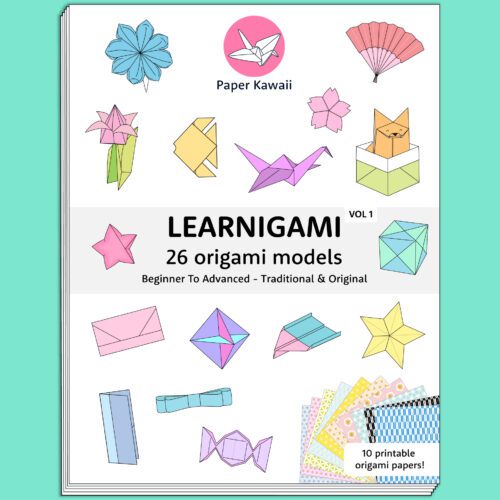 Paper Kawaii
VOL 1
LEARNIGAMI
26 origami models
Beginner To Advanced - Traditional & Original
10 printable
origami papers!